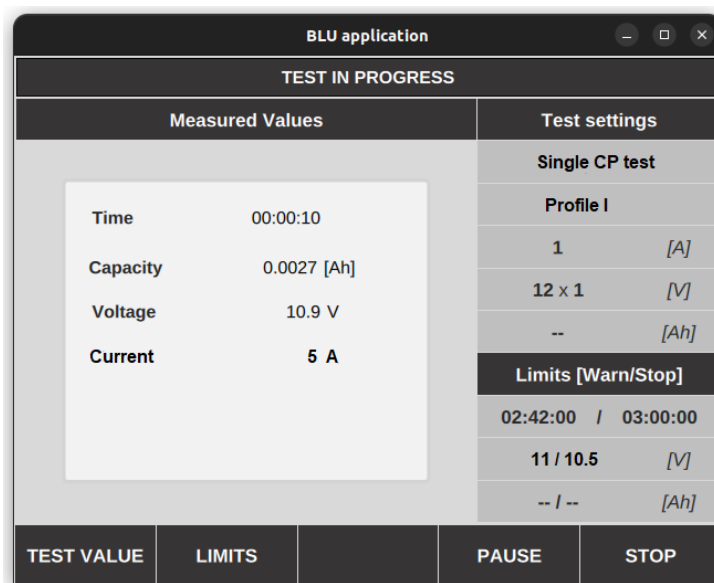 BLU application
TEST IN PROGRESS
Measured Values
Time 00:00:10
Capacity 0.0027 [Ah]
Voltage 10.9 V
Current 5 A
Test settings
Single CP test
Profile I
1 [A]
12 x 1 [V]
-- [Ah]
Limits [Warn/Stop]
02:42:00 / 03:00:00
11 / 10.5 [V]
-- / -- [Ah]
TEST VALUE LIMITS PAUSE STOP